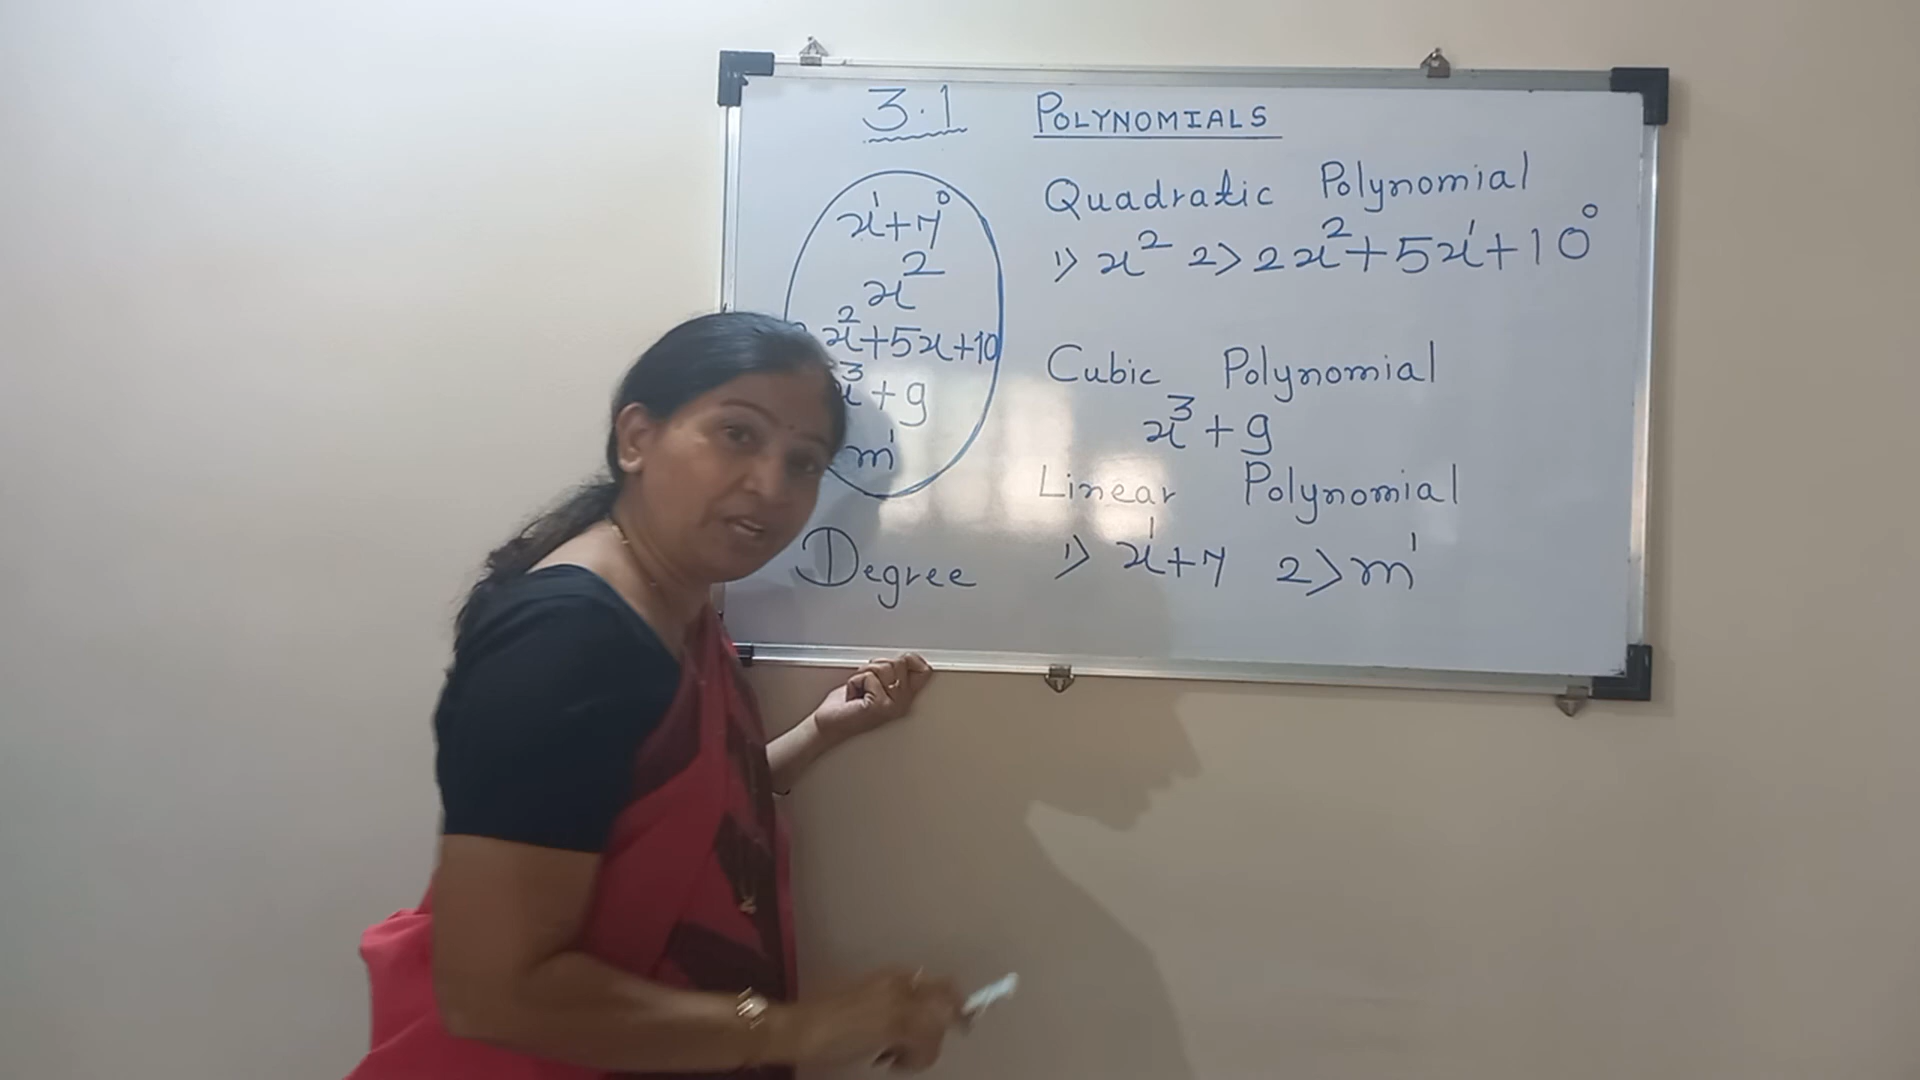 3.1 POLYNOMIALS
x¹+7⁰
x²
x²+5x+10
x³+9
m¹
Degree
Quadratic Polynomial
1> x² 2> 2x²+5x¹+10⁰
Cubic Polynomial
x³+9
Linear Polynomial
1> x¹+7 2> m¹